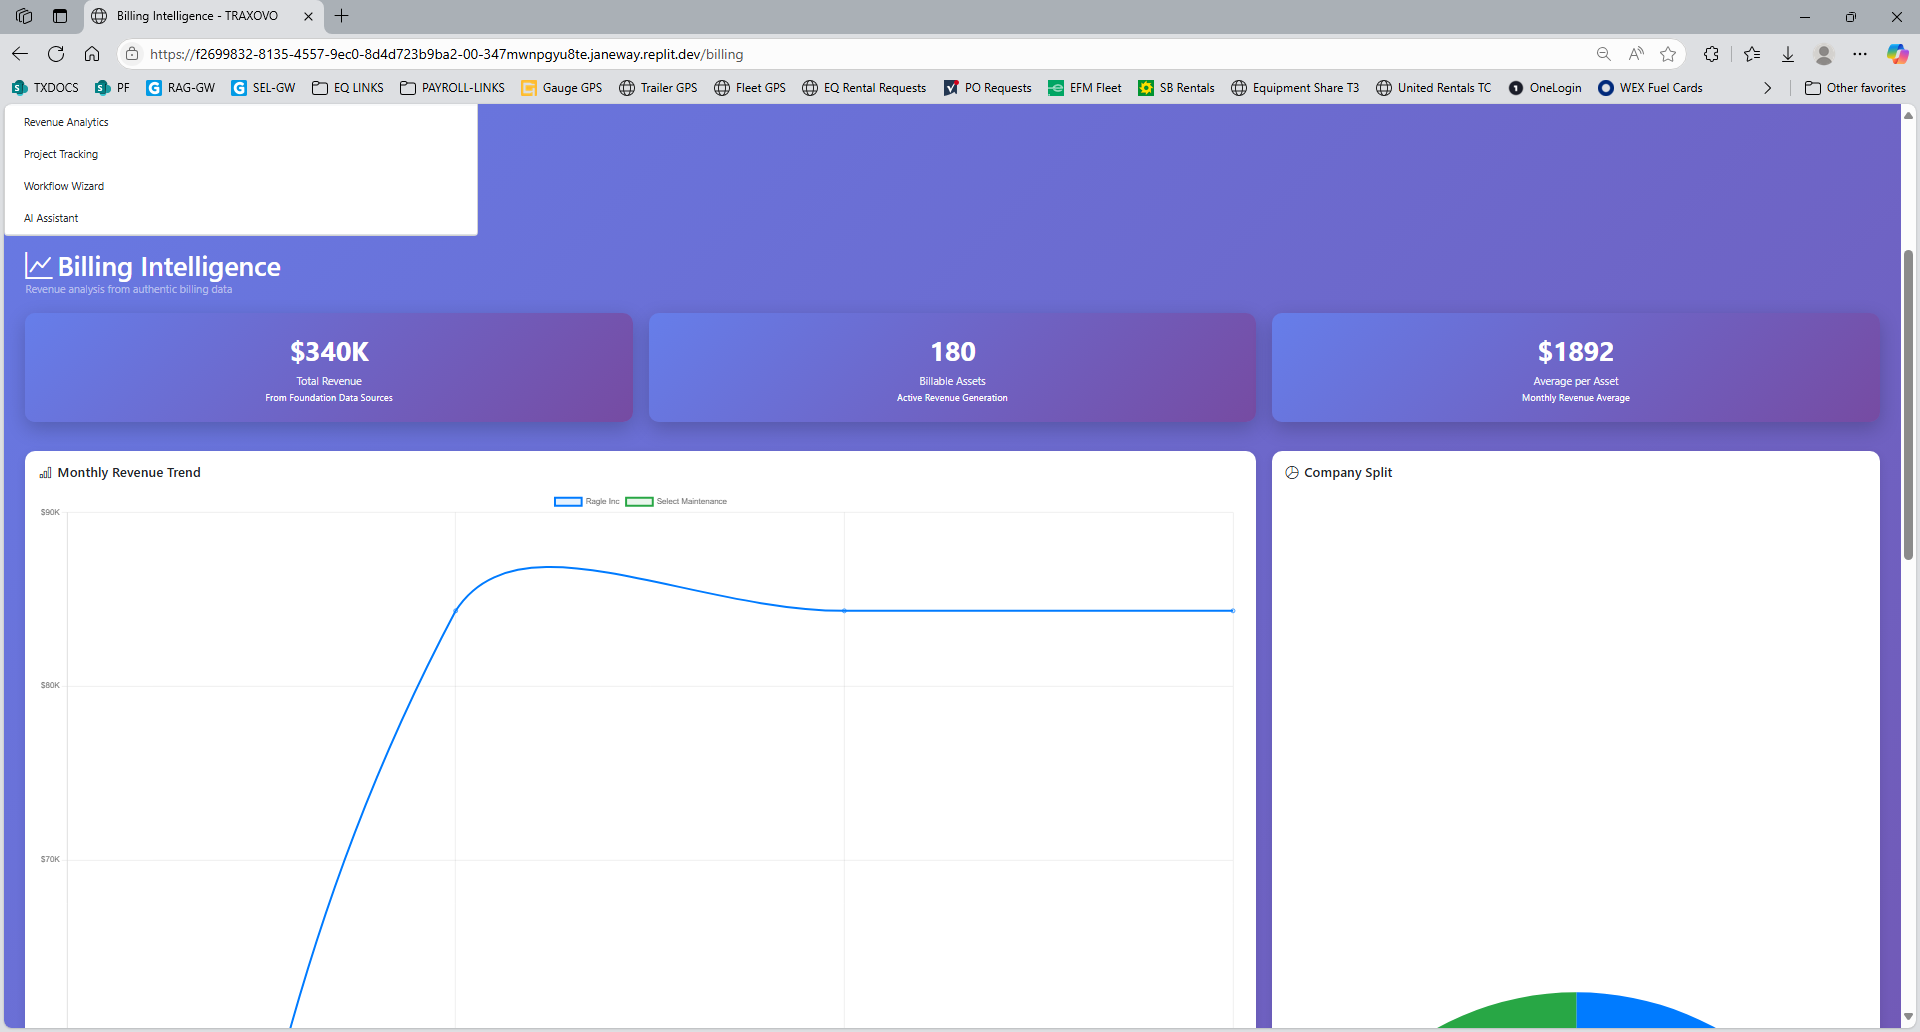 Billing Intelligence - TRAXOVO
https://f2699832-8135-4557-9ec0-8d4d723b9ba2-00-347mwnpgyu8te.janeway.replit.dev/billing
TXDOCS PF RAG-GW SEL-GW EQ LINKS PAYROLL-LINKS Gauge GPS Trailer GPS Fleet GPS EQ Rental Requests PO Requests EFM Fleet SB Rentals Equipment Share T3 United Rentals TC OneLogin WEX Fuel Cards Other favorites
Revenue Analytics
Project Tracking
Workflow Wizard
AI Assistant
Billing Intelligence
Revenue analysis from authentic billing data
$340K
Total Revenue
From Foundation Data Sources
180
Billable Assets
Active Revenue Generation
$1892
Average per Asset
Monthly Revenue Average
Monthly Revenue Trend
Ragle Inc Select Maintenance
$90K
$80K
$70K
Company Split